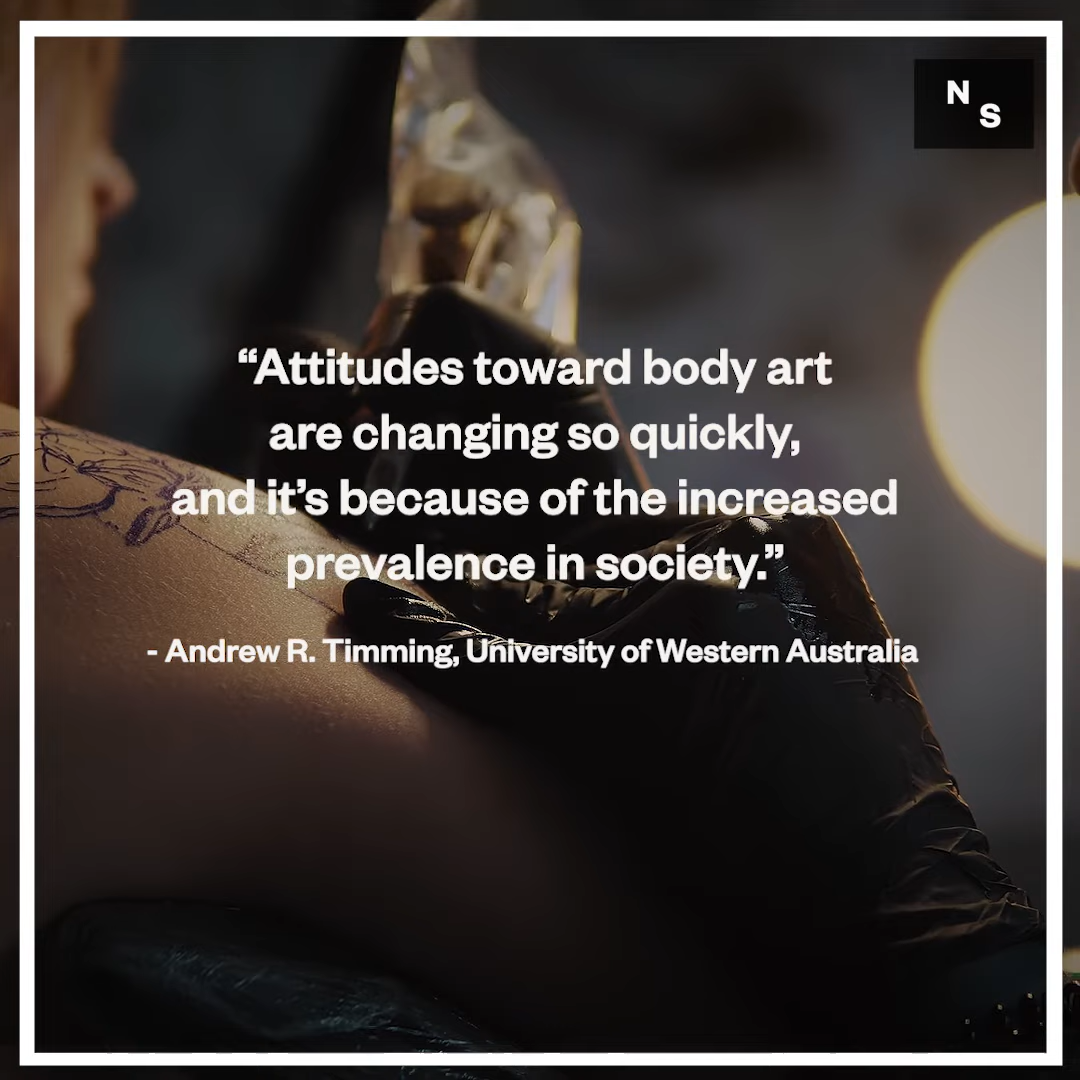 N
S
“Attitudes toward body art
are changing so quickly,
and it’s because of the increased
prevalence in society.”
- Andrew R. Timming, University of Western Australia